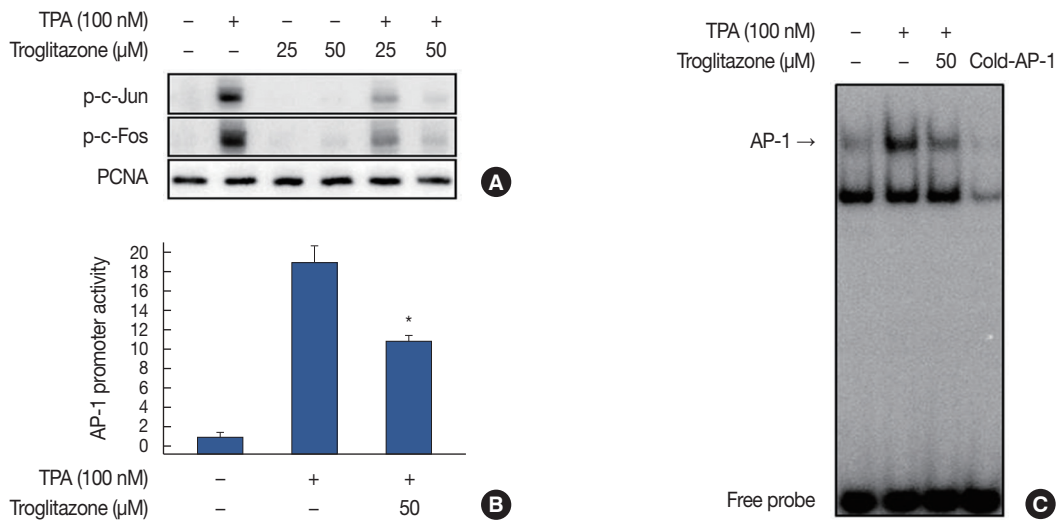 TPA (100 nM) – + – – + +
Troglitazone (μM) – – 25 50 25 50
p-c-Jun
p-c-Fos
PCNA
A
AP-1 promoter activity
20
18
16
14
12
10
8
6
4
2
0
*
TPA (100 nM) – + +
Troglitazone (μM) – – 50
B
TPA (100 nM) – + +
Troglitazone (μM) – – 50 Cold-AP-1
AP-1 →
Free probe
C